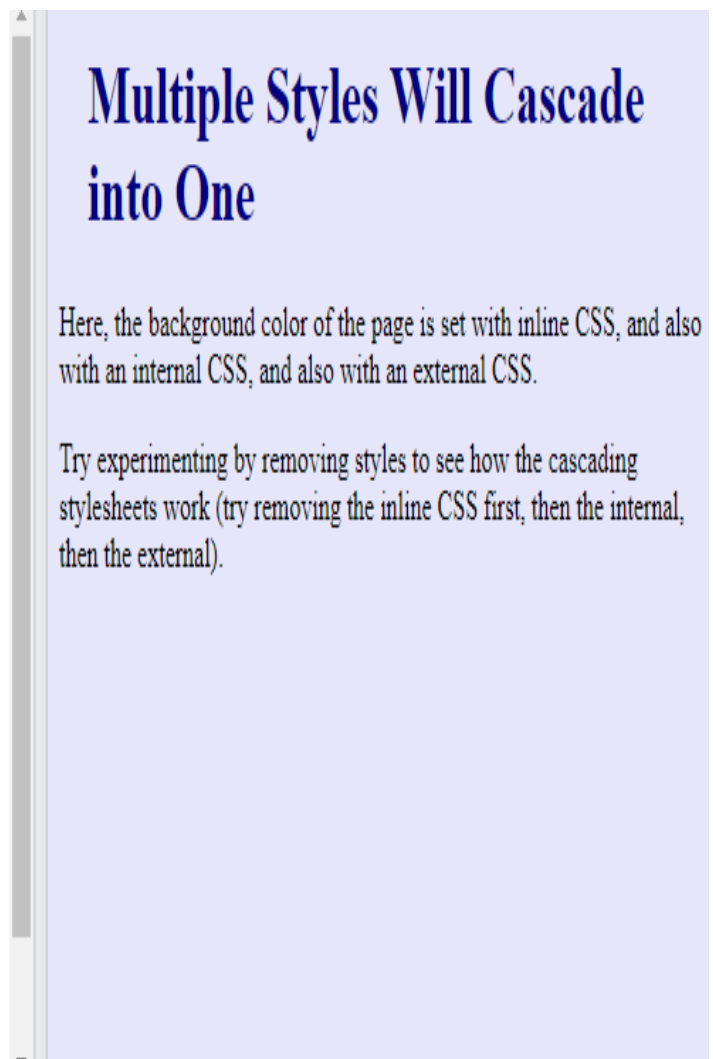 Multiple Styles Will Cascade
into One
Here, the background color of the page is set with inline CSS, and also
with an internal CSS, and also with an external CSS.
Try experimenting by removing styles to see how the cascading
stylesheets work (try removing the inline CSS first, then the internal,
then the external).